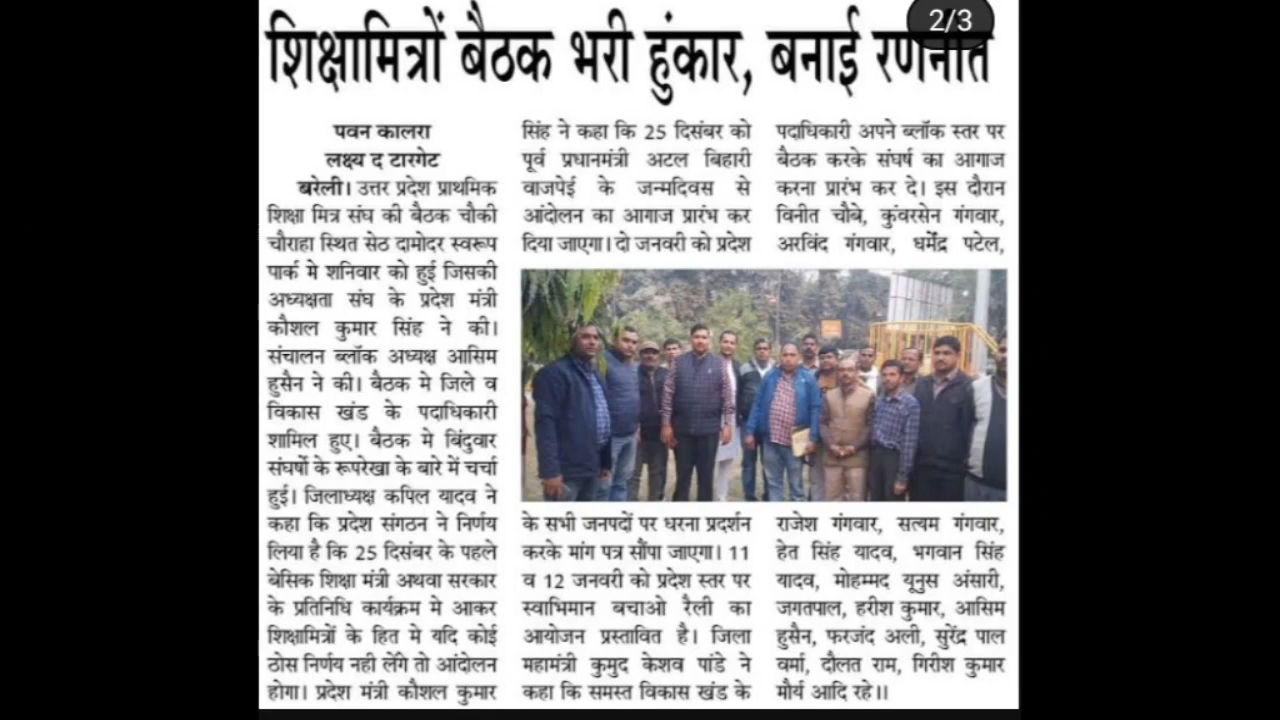 2/3
शिक्षामित्रों बैठक भरी हुंकार, बनाई रणनीत
पवन कालरा
लक्ष्य द टारगेट
बरेली। उत्तर प्रदेश प्राथमिक
शिक्षा मित्र संघ की बैठक चौकी
चौराहा स्थित सेठ दामोदर स्वरूप
पार्क मे शनिवार को हुई जिसकी
अध्यक्षता संघ के प्रदेश मंत्री
कौशल कुमार सिंह ने की।
संचालन ब्लॉक अध्यक्ष आसिम
हुसैन ने की। बैठक मे जिले व
विकास खंड के पदाधिकारी
शामिल हुए। बैठक मे बिंदुवार
संघर्षो के रूपरेखा के बारे में चर्चा
हुई। जिलाध्यक्ष कपिल यादव ने
कहा कि प्रदेश संगठन ने निर्णय
लिया है कि 25 दिसंबर के पहले
बेसिक शिक्षा मंत्री अथवा सरकार
के प्रतिनिधि कार्यक्रम मे आकर
शिक्षामित्रों के हित मे यदि कोई
ठोस निर्णय नही लेंगे तो आंदोलन
होगा। प्रदेश मंत्री कौशल कुमार
सिंह ने कहा कि 25 दिसंबर को
पूर्व प्रधानमंत्री अटल बिहारी
वाजपेई के जन्मदिवस से
आंदोलन का आगाज प्रारंभ कर
दिया जाएगा। दो जनवरी को प्रदेश
के सभी जनपदों पर धरना प्रदर्शन
करके मांग पत्र सौंपा जाएगा। 11
व 12 जनवरी को प्रदेश स्तर पर
स्वाभिमान बचाओ रैली का
आयोजन प्रस्तावित है। जिला
महामंत्री कुमुद केशव पांडे ने
कहा कि समस्त विकास खंड के
पदाधिकारी अपने ब्लॉक स्तर पर
बैठक करके संघर्ष का आगाज
करना प्रारंभ कर दे। इस दौरान
विनीत चौबे, कुंवरसेन गंगवार,
अरविंद गंगवार, धर्मेंद्र पटेल,
राजेश गंगवार, सत्यम गंगवार,
हेत सिंह यादव, भगवान सिंह
यादव, मोहम्मद यूनुस अंसारी,
जगतपाल, हरीश कुमार, आसिम
हुसैन, फरजंद अली, सुरेंद्र पाल
वर्मा, दौलत राम, गिरीश कुमार
मौर्य आदि रहे।।